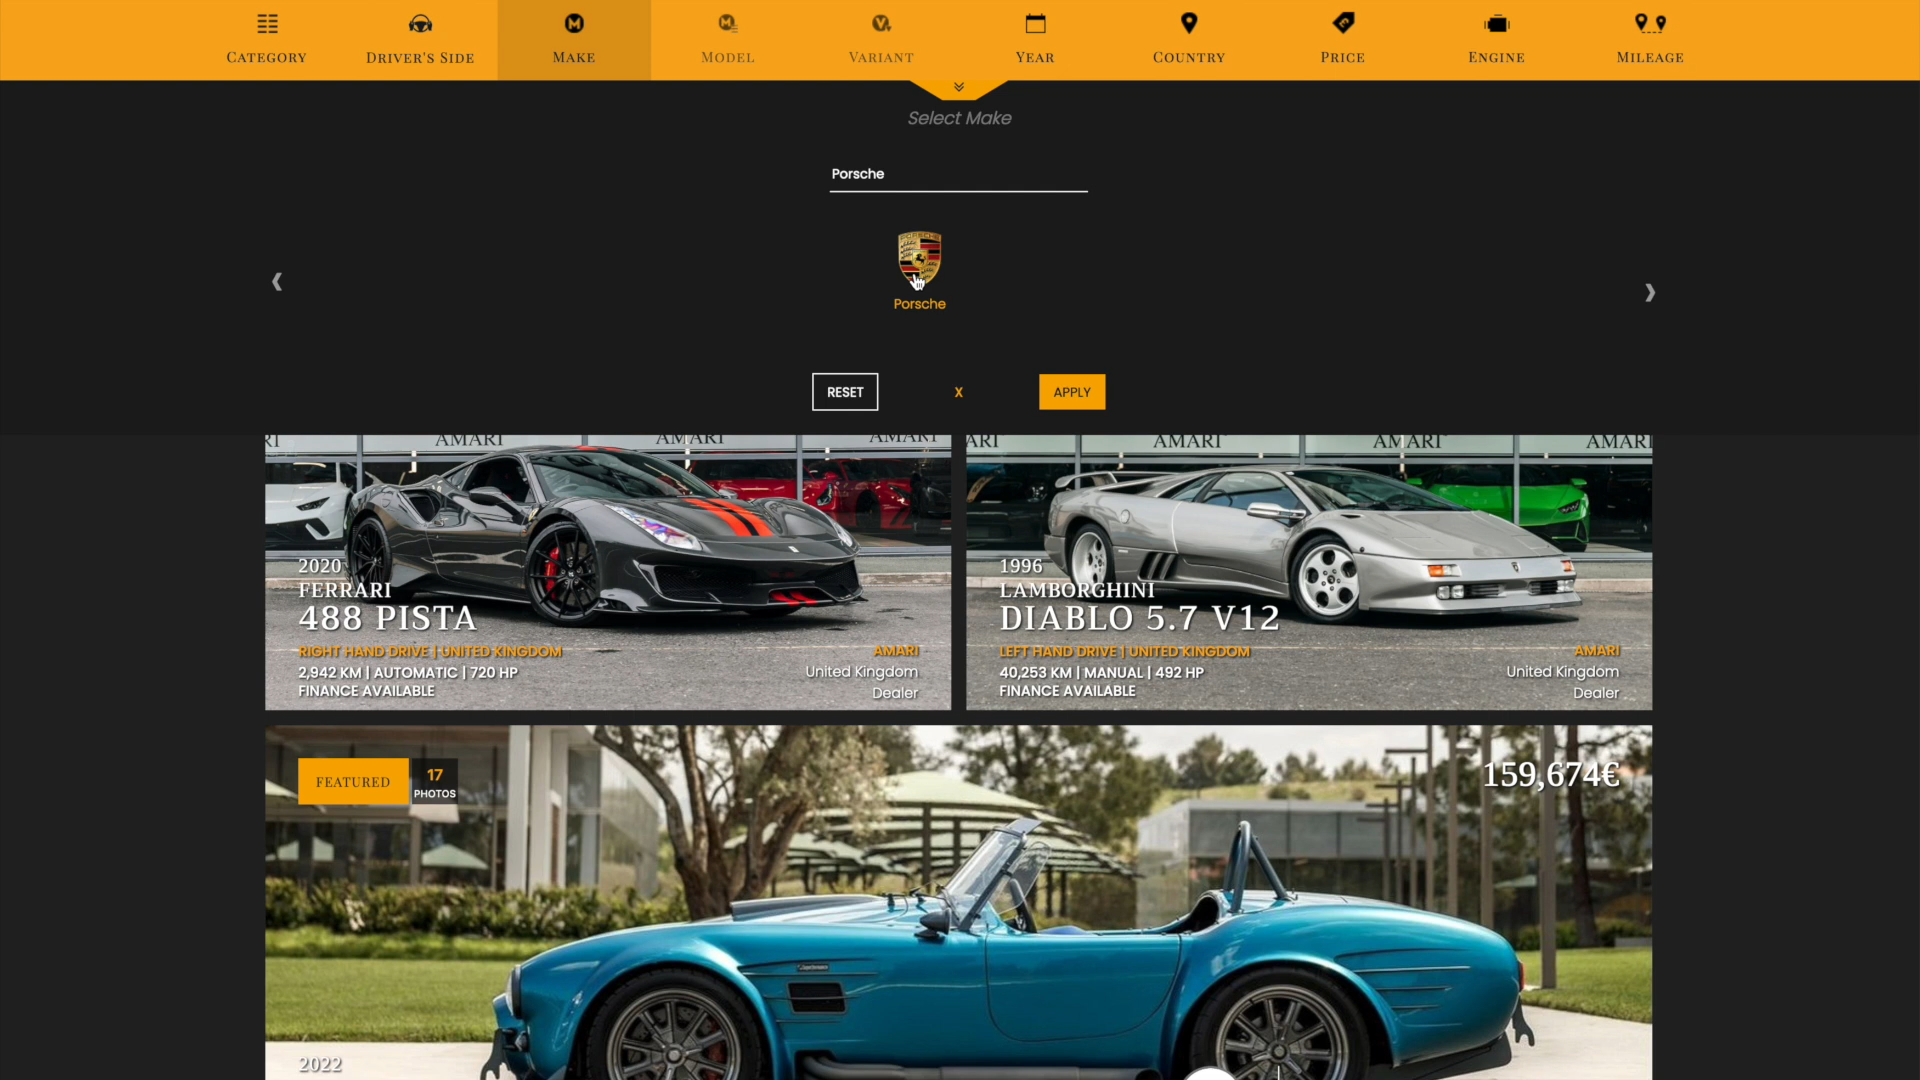 CATEGORY
DRIVER'S SIDE
MAKE
MODEL
VARIANT
YEAR
COUNTRY
PRICE
ENGINE
MILEAGE
Select Make
Porsche
PORSCHE
Porsche
RESET
X
APPLY
AMARI
AMARI
AMARI
ARI
AMARI
AMARI
AMARI
2020
FERRARI
488 PISTA
RIGHT HAND DRIVE | UNITED KINGDOM
2,942 KM | AUTOMATIC | 720 HP
FINANCE AVAILABLE
AMARI
United Kingdom
Dealer
1996
LAMBORGHINI
DIABLO 5.7 V12
LEFT HAND DRIVE | UNITED KINGDOM
40,253 KM | MANUAL | 492 HP
FINANCE AVAILABLE
AMARI
United Kingdom
Dealer
FEATURED
17
PHOTOS
159,674€
2022